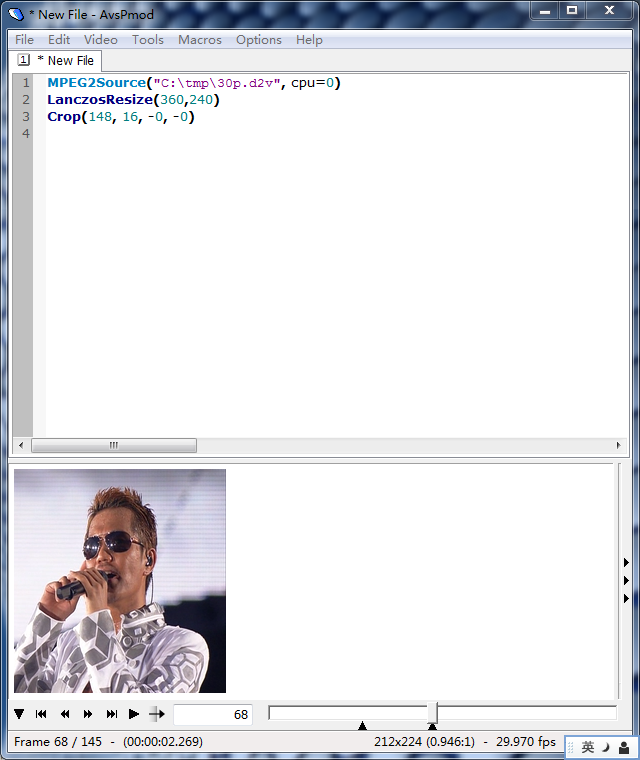 * New File - AvsPmod
File Edit Video Tools Macros Options Help
1 * New File
1 MPEG2Source("C:\tmp\30p.d2v", cpu=0)
2 LanczosResize(360,240)
3 Crop(148, 16, -0, -0)
4
68
Frame 68 / 145 - (00:00:02.269) 212x224 (0.946:1) - 29.970 fps
英